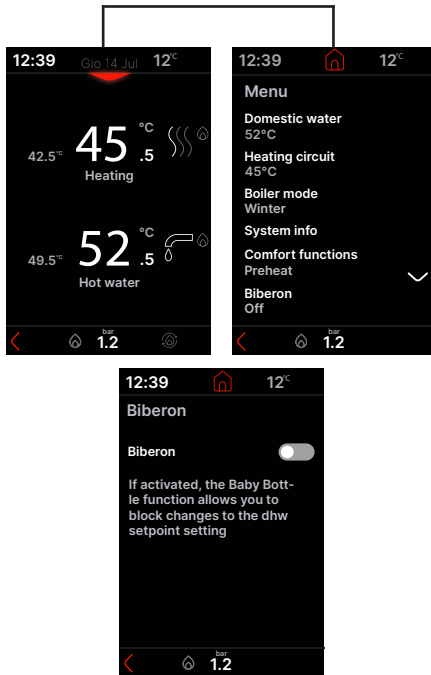 12:39 Gio 14 Jul 12°C
42.5°C 45.5 °C
Heating
49.5°C 52.5 °C
Hot water
bar
1.2
12:39 12°C
Menu
Domestic water
52°C
Heating circuit
45°C
Boiler mode
Winter
System info
Comfort functions
Preheat
Biberon
Off
bar
1.2
12:39 12°C
Biberon
Biberon
If activated, the Baby Bott-
le function allows you to
block changes to the dhw
setpoint setting
bar
1.2